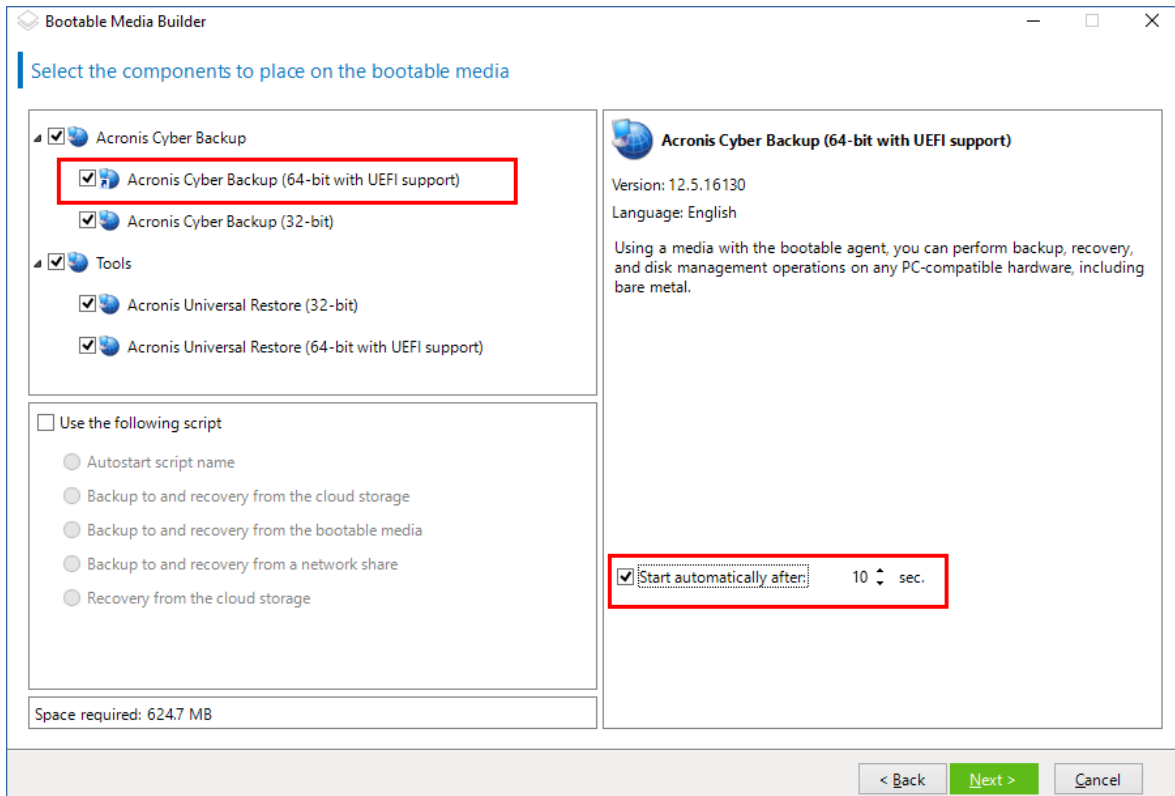 Bootable Media Builder
Select the components to place on the bootable media
Acronis Cyber Backup
Acronis Cyber Backup (64-bit with UEFI support)
Acronis Cyber Backup (32-bit)
Tools
Acronis Universal Restore (32-bit)
Acronis Universal Restore (64-bit with UEFI support)
Use the following script
Autostart script name
Backup to and recovery from the cloud storage
Backup to and recovery from the bootable media
Backup to and recovery from a network share
Recovery from the cloud storage
Space required: 624.7 MB
Acronis Cyber Backup (64-bit with UEFI support)
Version: 12.5.16130
Language: English
Using a media with the bootable agent, you can perform backup, recovery,
and disk management operations on any PC-compatible hardware, including
bare metal.
Start automatically after: 10 sec.
< Back Next > Cancel